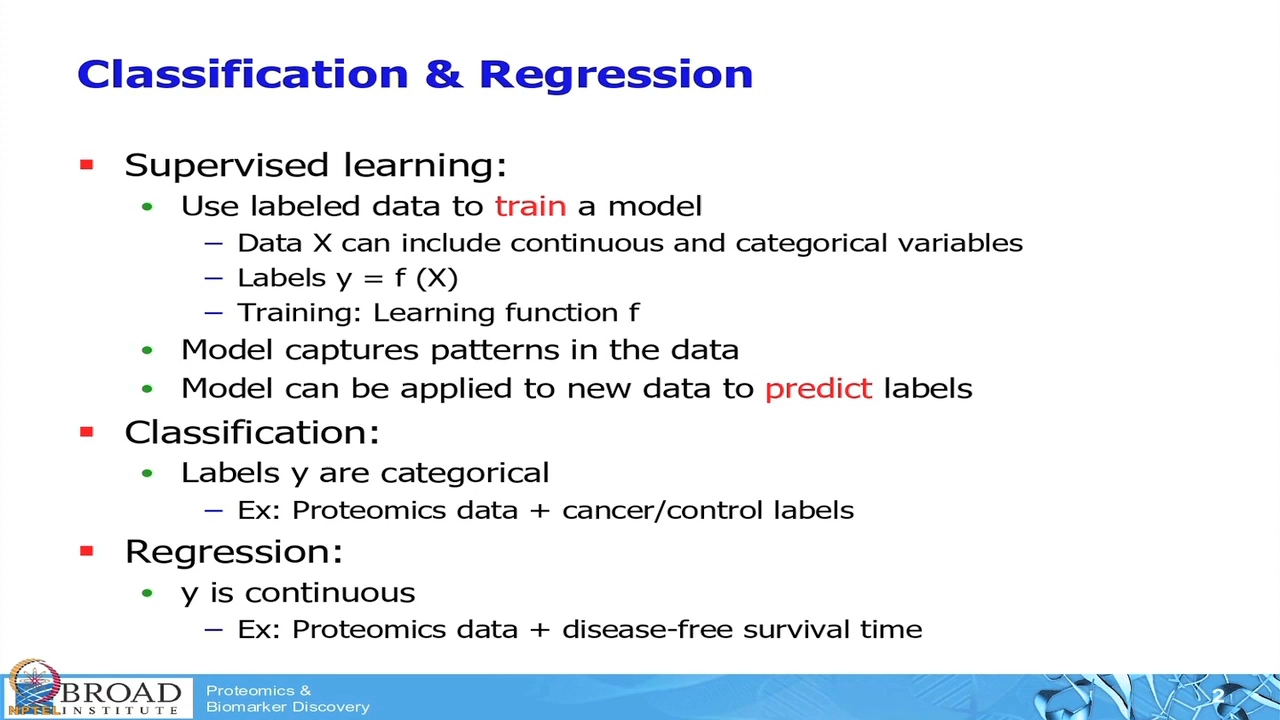 Classification & Regression
▪ Supervised learning:
• Use labeled data to train a model
– Data X can include continuous and categorical variables
– Labels y = f (X)
– Training: Learning function f
• Model captures patterns in the data
• Model can be applied to new data to predict labels
▪ Classification:
• Labels y are categorical
– Ex: Proteomics data + cancer/control labels
▪ Regression:
• y is continuous
– Ex: Proteomics data + disease-free survival time
BROAD
INSTITUTE
NPTEL
Proteomics &
Biomarker Discovery
2